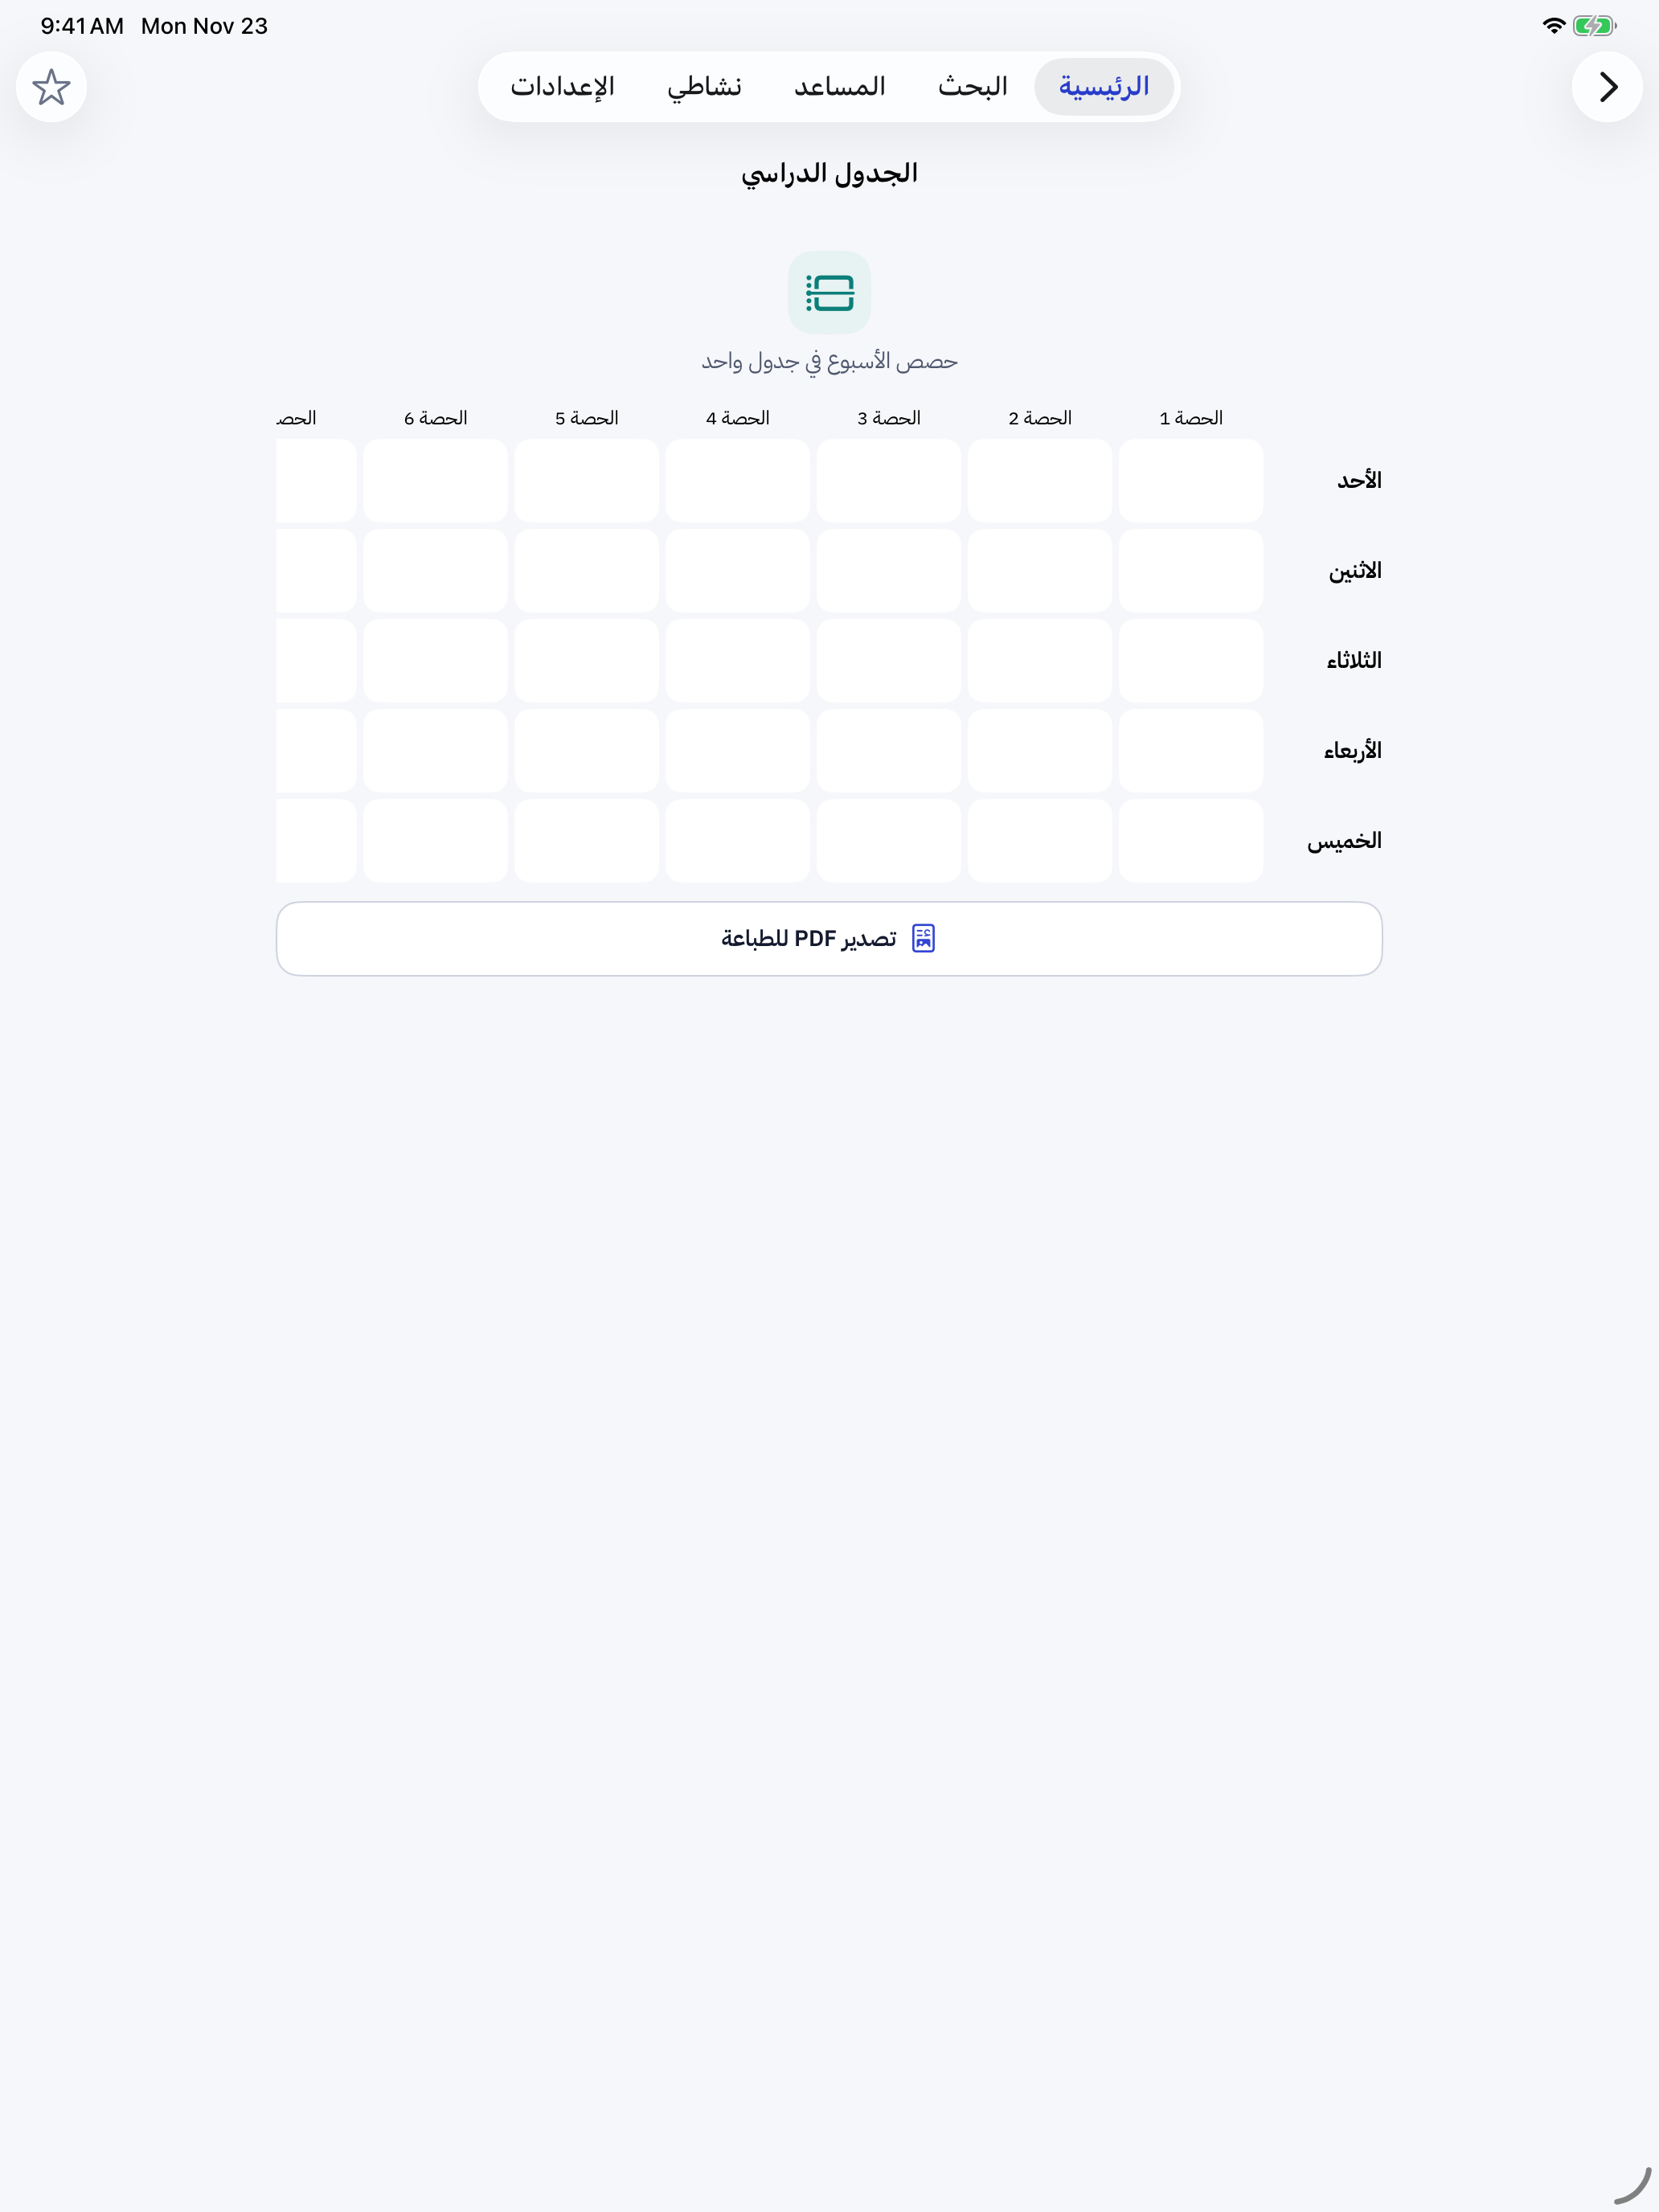 9:41 AM Mon Nov 23
الرئيسية البحث المساعد نشاطي الإعدادات
الجدول الدراسي
حصص الأسبوع في جدول واحد
الحصة 1 الحصة 2 الحصة 3 الحصة 4 الحصة 5 الحصة 6 الحصـ
الأحد
الاثنين
الثلاثاء
الأربعاء
الخميس
تصدير PDF للطباعة